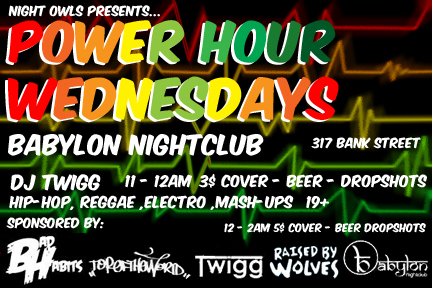 NIGHT OWLS PRESENTS...
POWER HOUR
WEDNESDAYS
BABYLON NIGHTCLUB 317 BANK STREET
DJ TWIGG 11 - 12AM 3$ COVER - BEER - DROPSHOTS
HIP-HOP, REGGAE ,ELECTRO ,MASH-UPS 19+
SPONSORED BY: 12 - 2AM 5$ COVER - BEER DROPSHOTS
BAD HABITS
TOPOFTHEWORLD
TWIGG
RAISED BY
WOLVES
babylon
nightclub